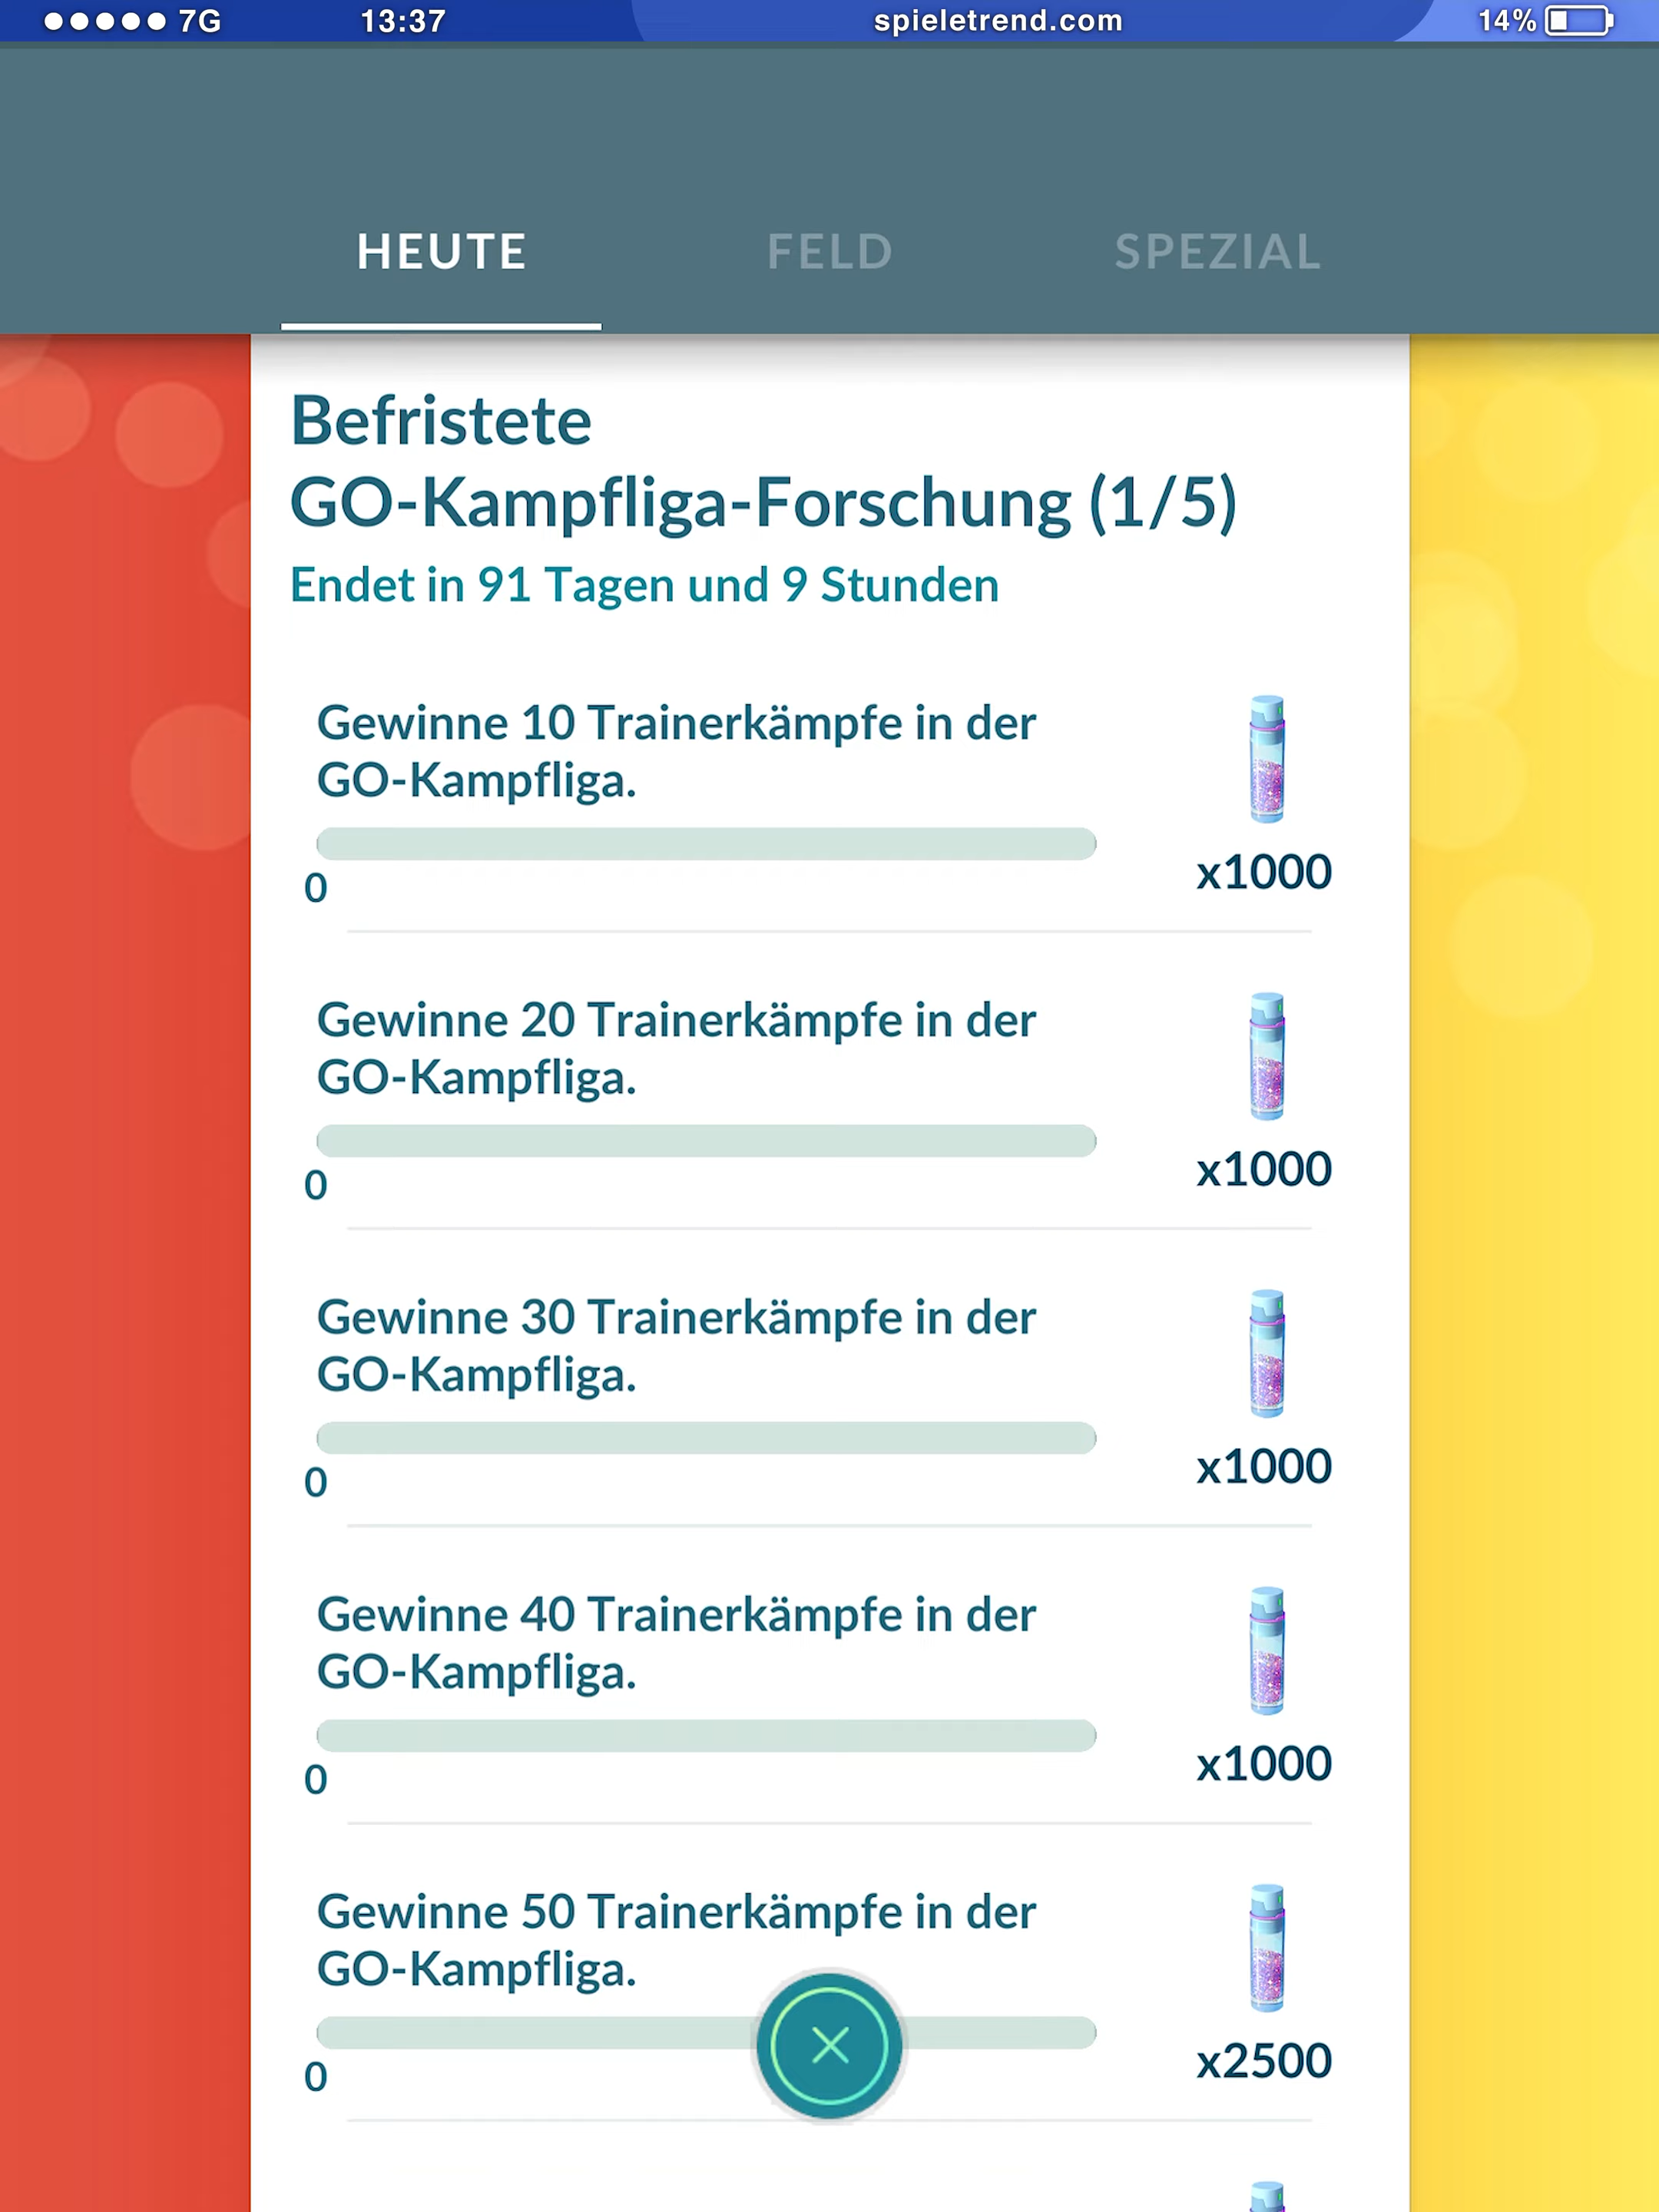 7G 13:37 spieletrend.com 14%
HEUTE FELD SPEZIAL
Befristete
GO-Kampfliga-Forschung (1/5)
Endet in 91 Tagen und 9 Stunden
Gewinne 10 Trainerkämpfe in der
GO-Kampfliga.
x1000
0
Gewinne 20 Trainerkämpfe in der
GO-Kampfliga.
x1000
0
Gewinne 30 Trainerkämpfe in der
GO-Kampfliga.
x1000
0
Gewinne 40 Trainerkämpfe in der
GO-Kampfliga.
x1000
0
Gewinne 50 Trainerkämpfe in der
GO-Kampfliga.
x2500
0